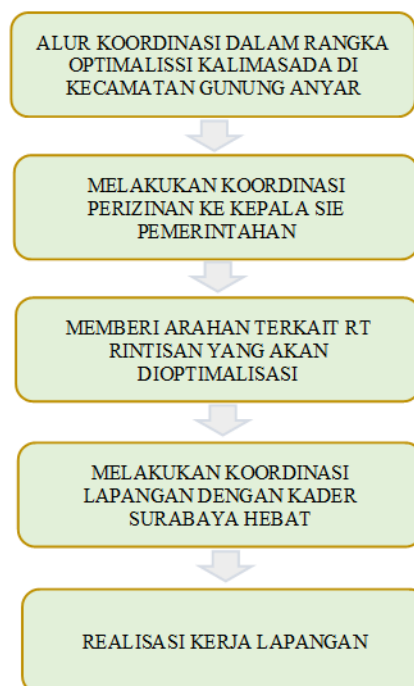 ALUR KOORDINASI DALAM RANGKA
OPTIMALISSI KALIMASADA DI
KECAMATAN GUNUNG ANYAR
MELAKUKAN KOORDINASI
PERIZINAN KE KEPALA SIE
PEMERINTAHAN
MEMBERI ARAHAN TERKAIT RT
RINTISAN YANG AKAN
DIOPTIMALISASI
MELAKUKAN KOORDINASI
LAPANGAN DENGAN KADER
SURABAYA HEBAT
REALISASI KERJA LAPANGAN